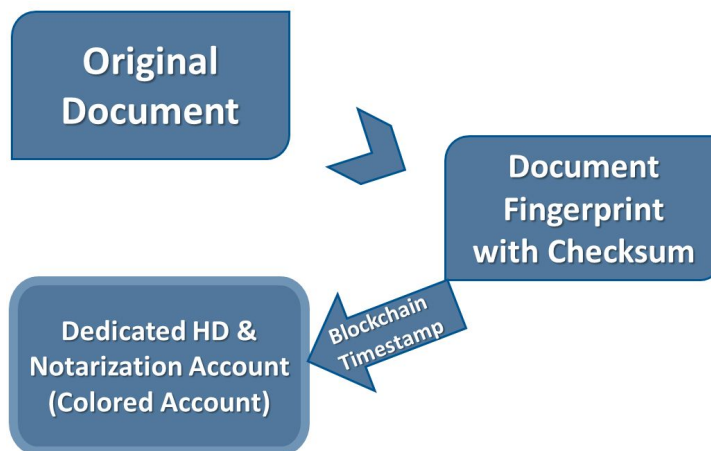 Original
Document
Document
Fingerprint
with Checksum
Blockchain
Timestamp
Dedicated HD &
Notarization Account
(Colored Account)